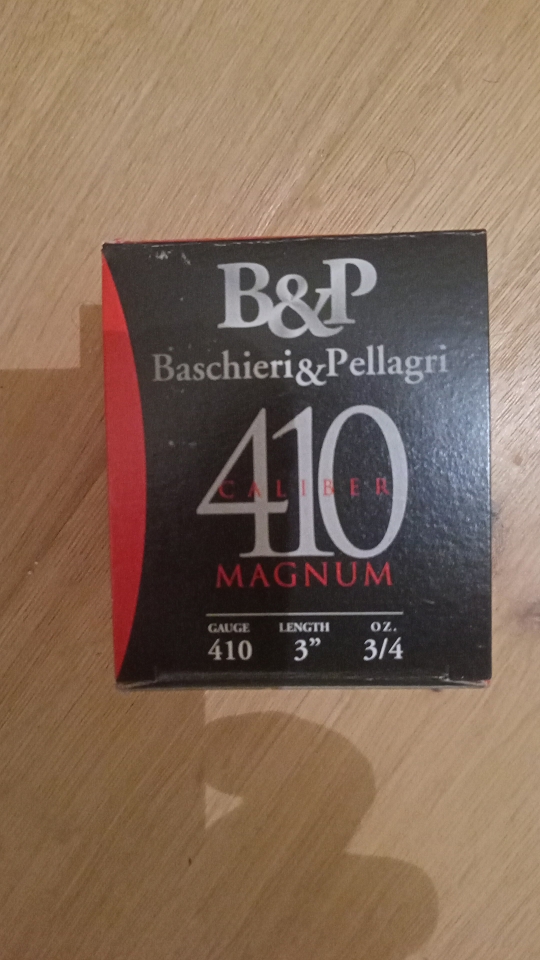 B&P
Baschieri&Pellagri
410
CALIBER
MAGNUM
GAUGE LENGTH OZ.
410 3” 3/4